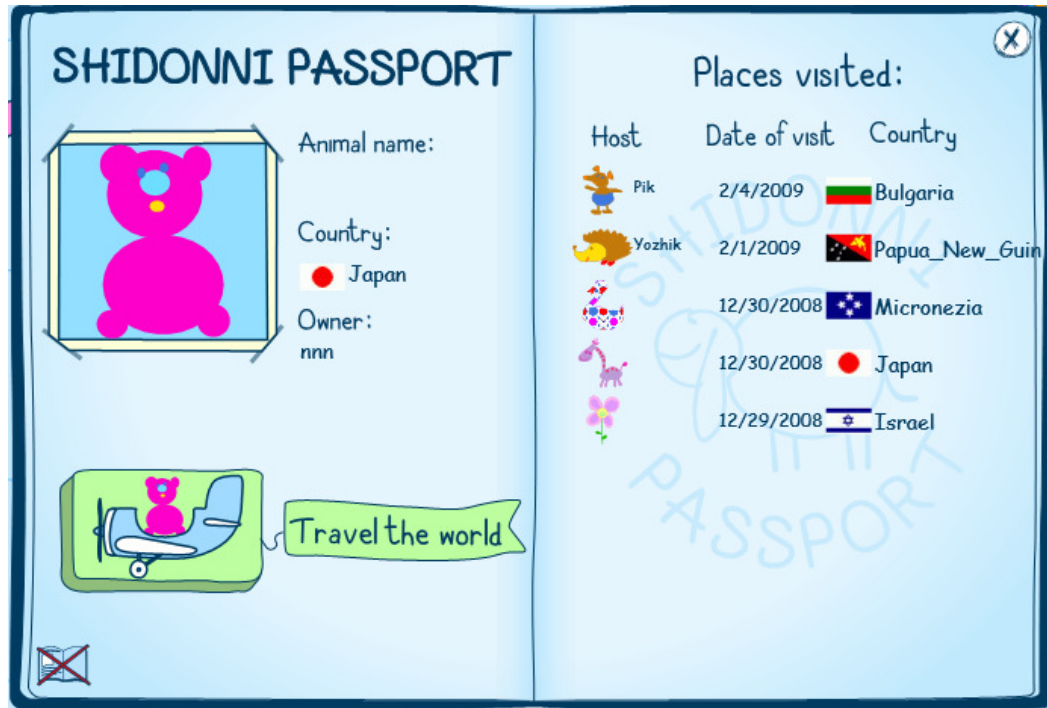 SHIDONNI PASSPORT
Animal name:
Country:
Japan
Owner:
nnn
Travel the world
Places visited:
Host Date of visit Country
Pik 2/4/2009 Bulgaria
Yozhik 2/1/2009 Papua_New_Guin
12/30/2008 Micronezia
12/30/2008 Japan
12/29/2008 Israel
SHIDONNI
PASSPORT
X